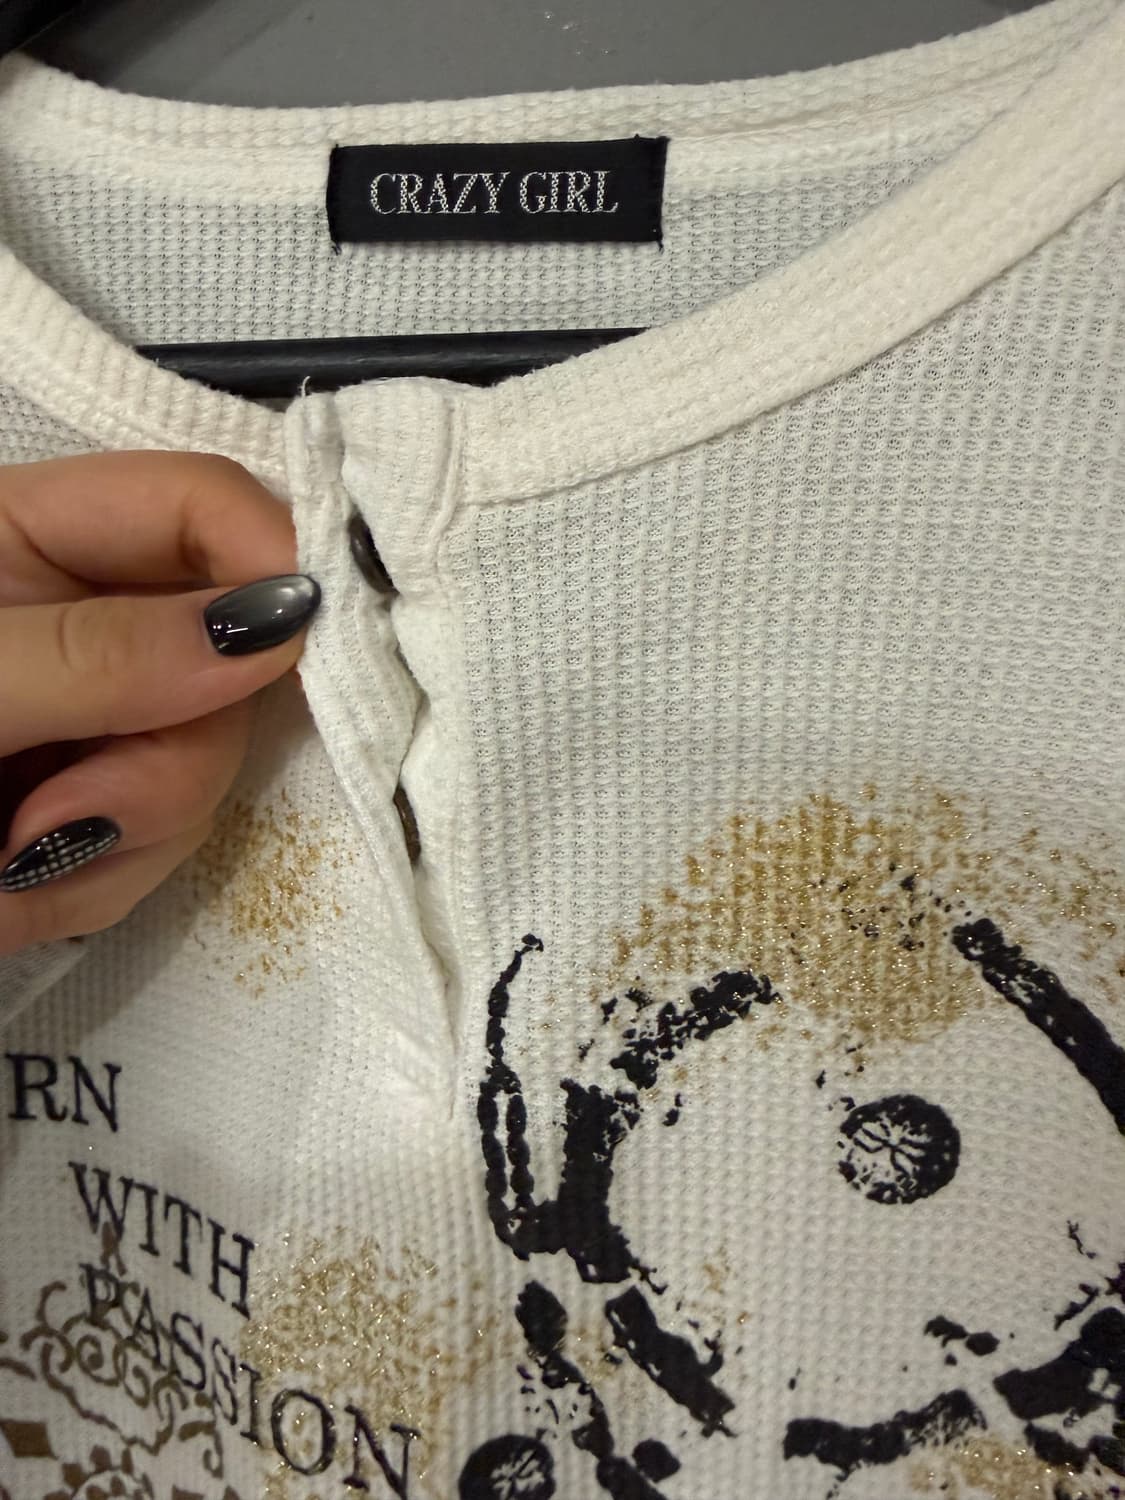 CRAZY GIRL
RN
WITH
PASSION